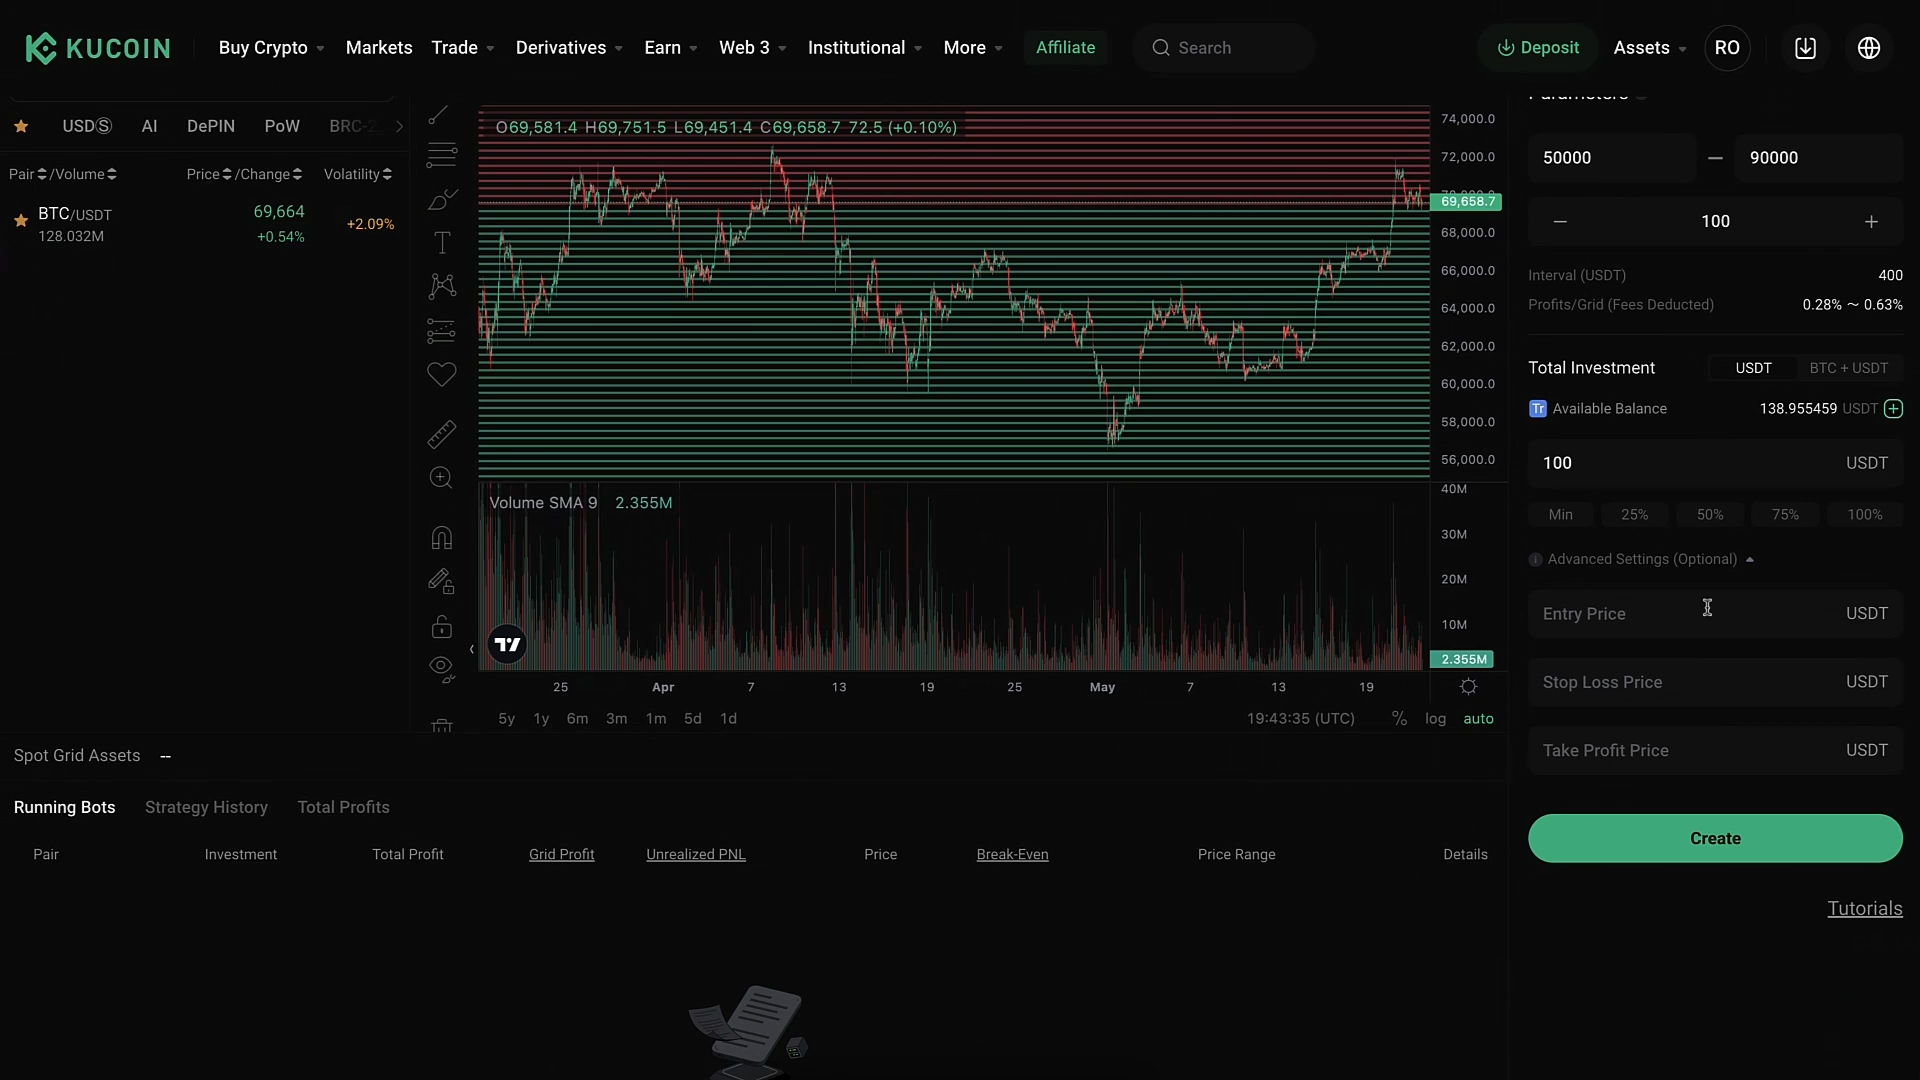 KUCOIN Buy Crypto Markets Trade Derivatives Earn Web 3 Institutional More Affiliate Search Deposit Assets RO
Parameters
USDⓈ AI DePIN PoW BRC-2
Pair /Volume Price /Change Volatility
BTC/USDT 69,664 +2.09%
128.032M +0.54%
O69,581.4 H69,751.5 L69,451.4 C69,658.7 72.5 (+0.10%)
74,000.0
72,000.0
70,000.0
69,658.7
68,000.0
66,000.0
64,000.0
62,000.0
60,000.0
58,000.0
56,000.0
Volume SMA 9 2.355M
40M
30M
20M
10M
2.355M
25 Apr 7 13 19 25 May 7 13 19
5y 1y 6m 3m 1m 5d 1d 19:43:35 (UTC) % log auto
50000 — 90000
− 100 +
Interval (USDT) 400
Profits/Grid (Fees Deducted) 0.28% ～ 0.63%
Total Investment USDT BTC + USDT
Tr Available Balance 138.955459 USDT
100 USDT
Min 25% 50% 75% 100%
Advanced Settings (Optional)
Entry Price USDT
Stop Loss Price USDT
Take Profit Price USDT
Create
Tutorials
Spot Grid Assets --
Running Bots Strategy History Total Profits
Pair Investment Total Profit Grid Profit Unrealized PNL Price Break-Even Price Range Details